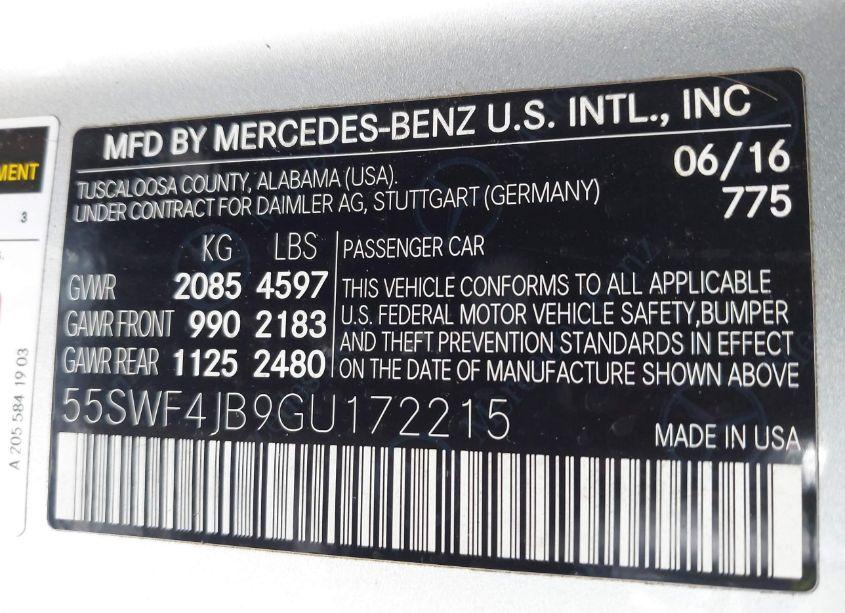 MFD BY MERCEDES-BENZ U.S. INTL., INC
TUSCALOOSA COUNTY, ALABAMA (USA).
UNDER CONTRACT FOR DAIMLER AG, STUTTGART (GERMANY)
06/16
775
KG LBS
GVWR 2085 4597
GAWR FRONT 990 2183
GAWR REAR 1125 2480
PASSENGER CAR
THIS VEHICLE CONFORMS TO ALL APPLICABLE
U.S. FEDERAL MOTOR VEHICLE SAFETY,BUMPER
AND THEFT PREVENTION STANDARDS IN EFFECT
ON THE DATE OF MANUFACTURE SHOWN ABOVE
55SWF4JB9GU172215
MADE IN USA
MENT
3
A 205 584 19 03